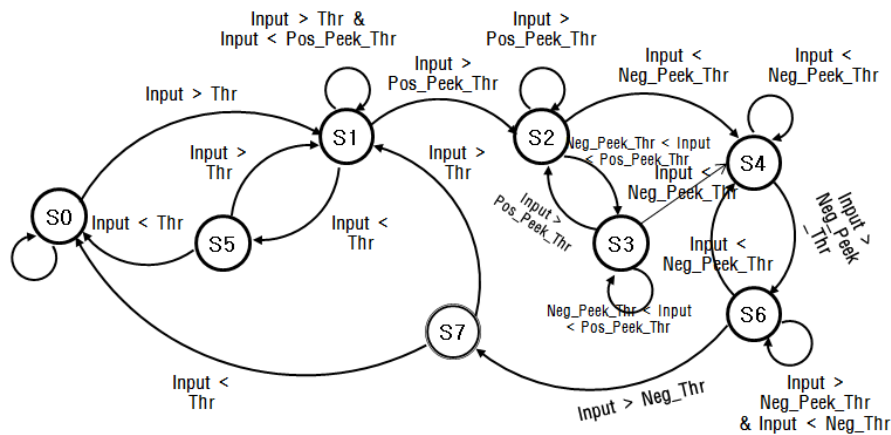 Input > Thr &
Input < Pos_Peek_Thr
Input >
Pos_Peek_Thr
Input >
Pos_Peek_Thr
Input <
Neg_Peek_Thr
Input <
Neg_Peek_Thr
Input > Thr
S1
S2
Neg_Peek_Thr < Input
< Pos_Peek_Thr
S4
Input >
Thr
Input >
Thr
Input <
Neg_Peek_Thr
Input >
Neg_Peek
_Thr
S0
Input < Thr
S5
Input <
Thr
Input >
Pos_Peek_Thr
S3
Input <
Neg_Peek_Thr
Neg_Peek_Thr < Input
< Pos_Peek_Thr
S7
S6
Input <
Thr
Input > Neg_Thr
Input >
Neg_Peek_Thr
& Input < Neg_Thr